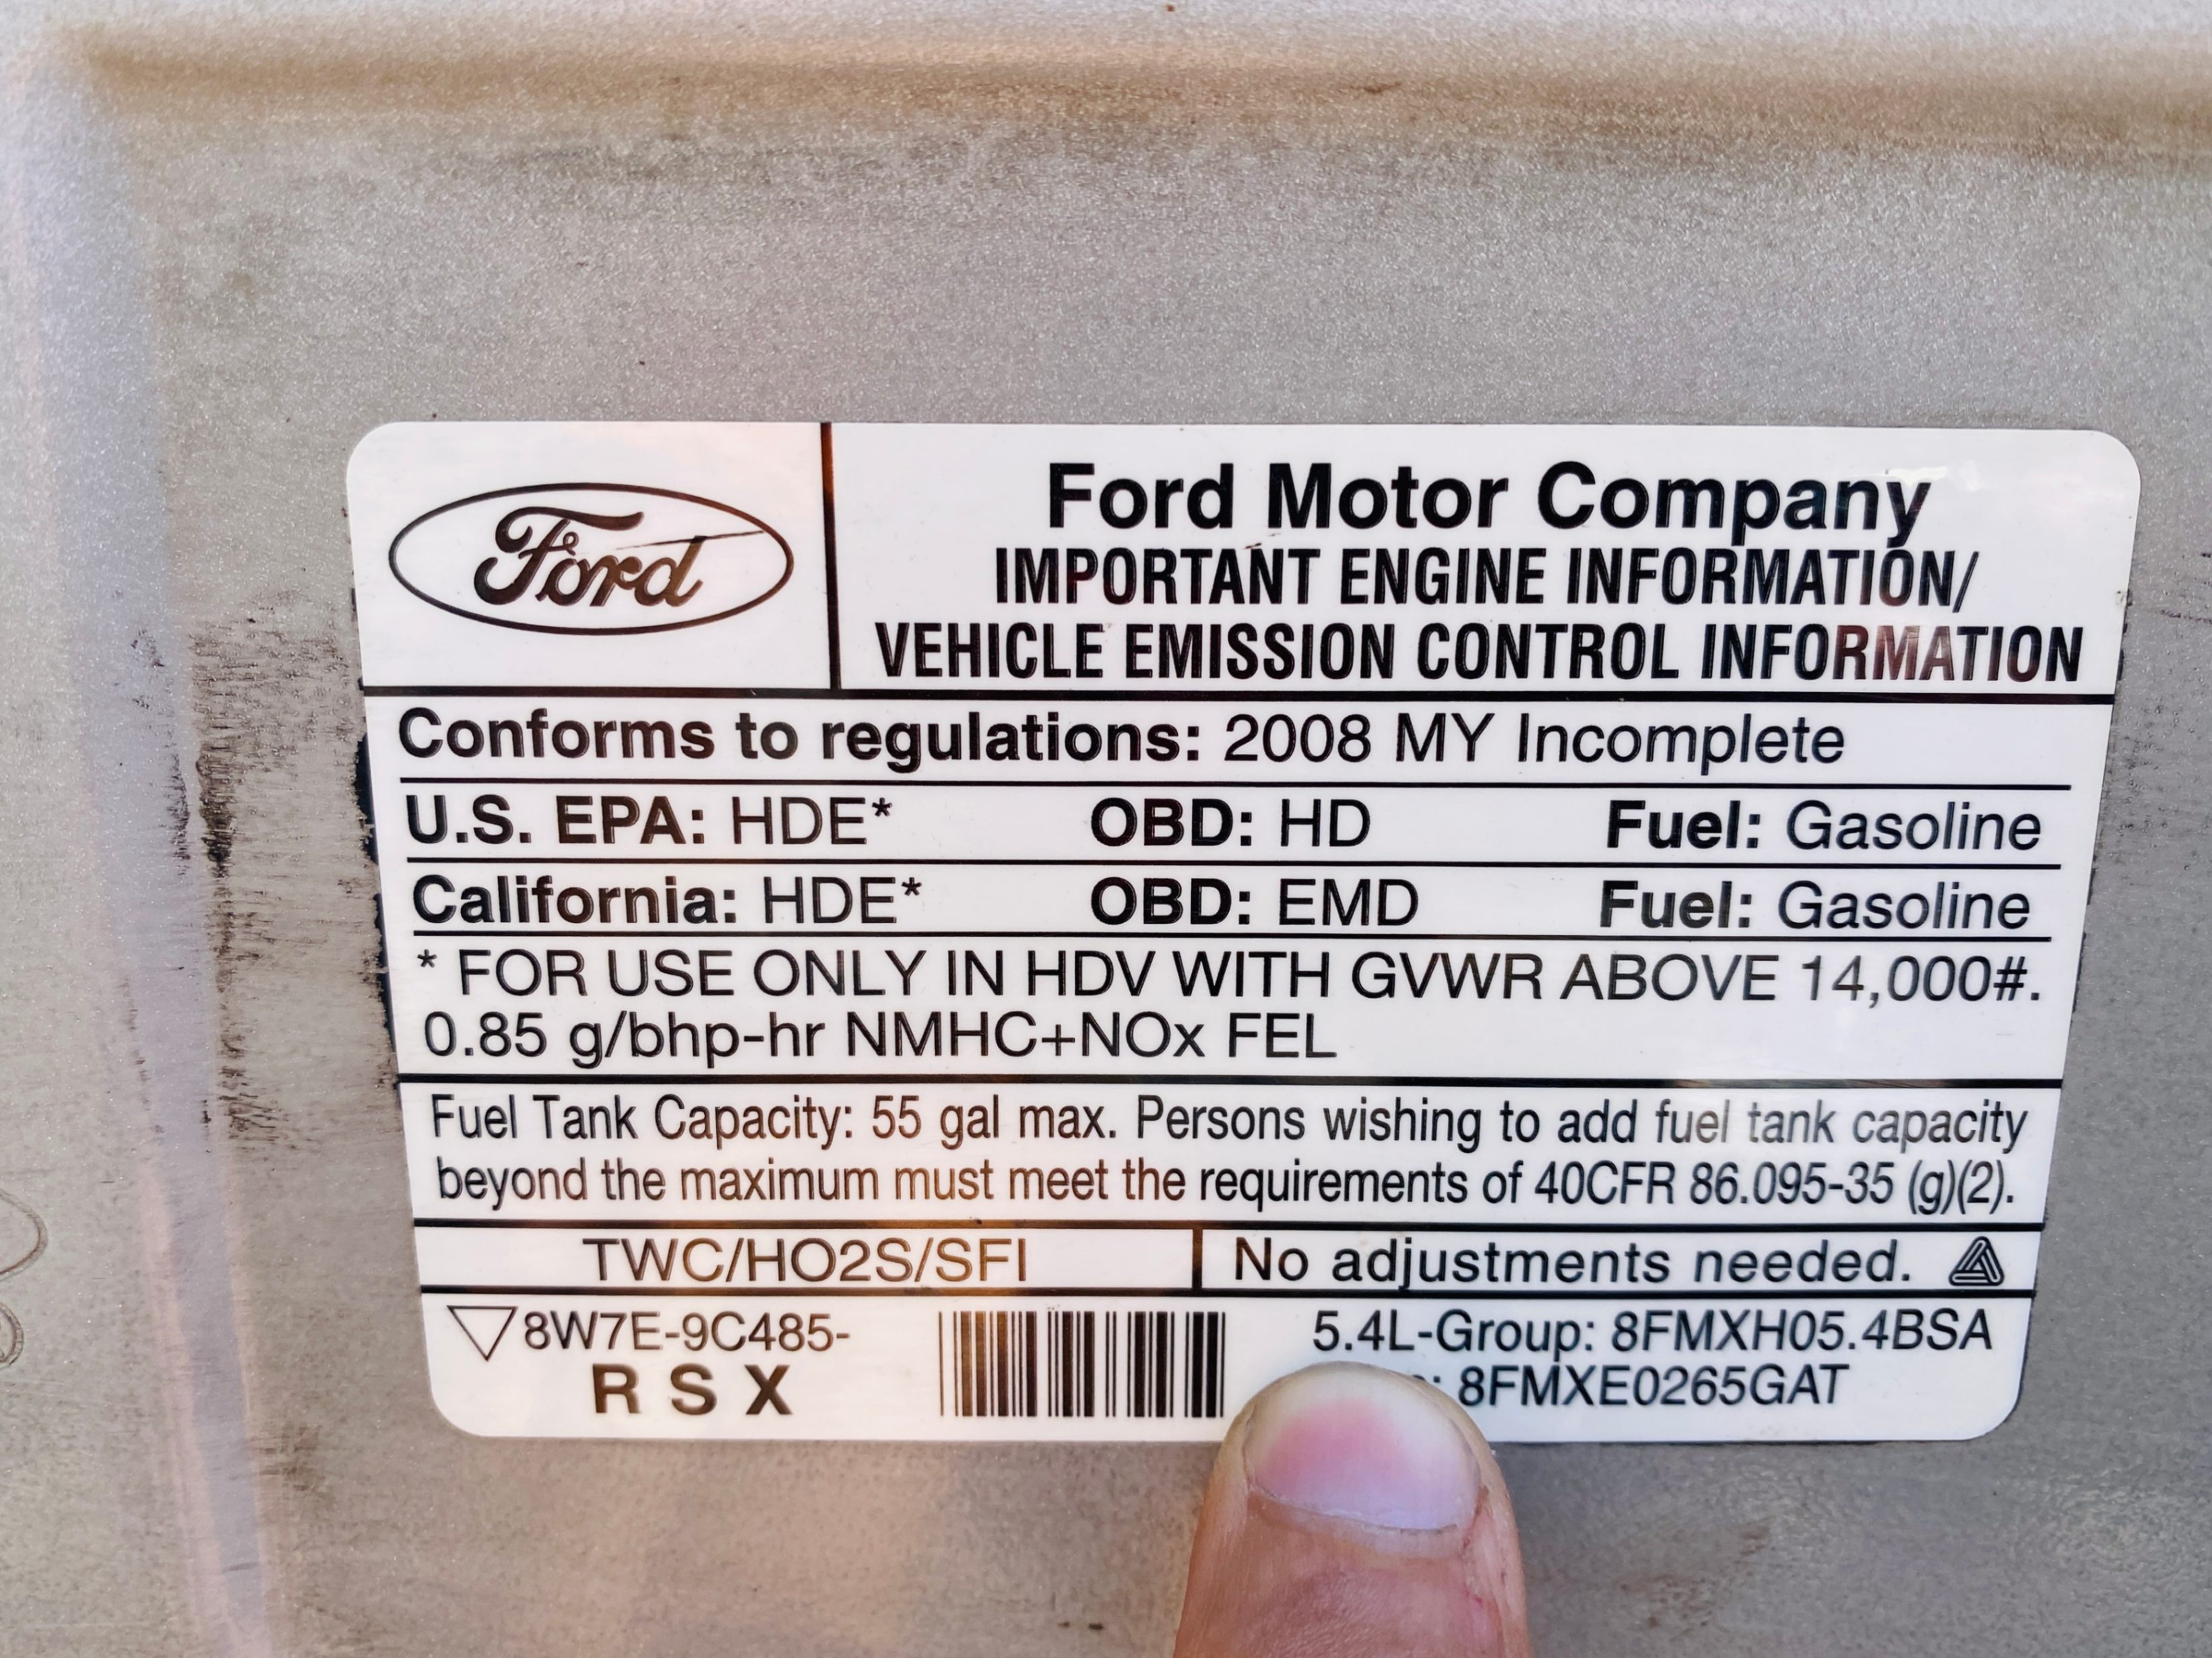 Ford
Ford Motor Company
IMPORTANT ENGINE INFORMATION/
VEHICLE EMISSION CONTROL INFORMATION
Conforms to regulations: 2008 MY Incomplete
U.S. EPA: HDE* OBD: HD Fuel: Gasoline
California: HDE* OBD: EMD Fuel: Gasoline
* FOR USE ONLY IN HDV WITH GVWR ABOVE 14,000#.
0.85 g/bhp-hr NMHC+NOx FEL
Fuel Tank Capacity: 55 gal max. Persons wishing to add fuel tank capacity
beyond the maximum must meet the requirements of 40CFR 86.095-35 (g)(2).
TWC/HO2S/SFI No adjustments needed.
8W7E-9C485-
R S X
5.4L-Group: 8FMXH05.4BSA
8FMXE0265GAT